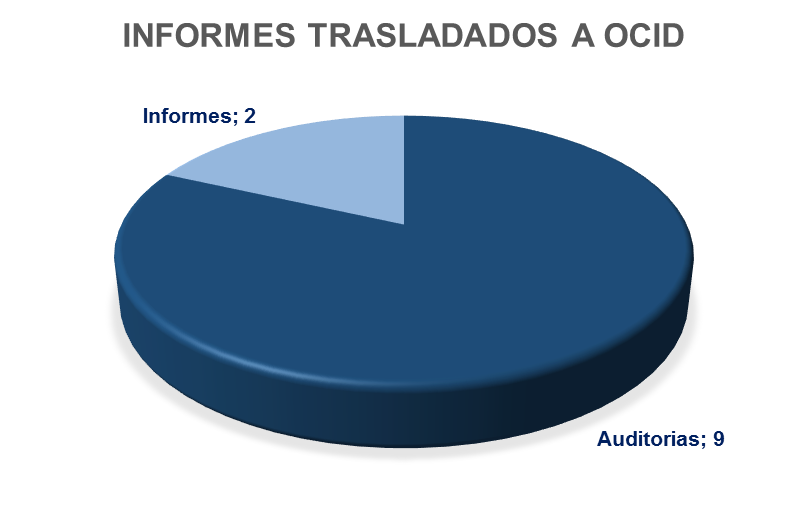 INFORMES TRASLADADOS A OCID
Informes; 2
Auditorias; 9